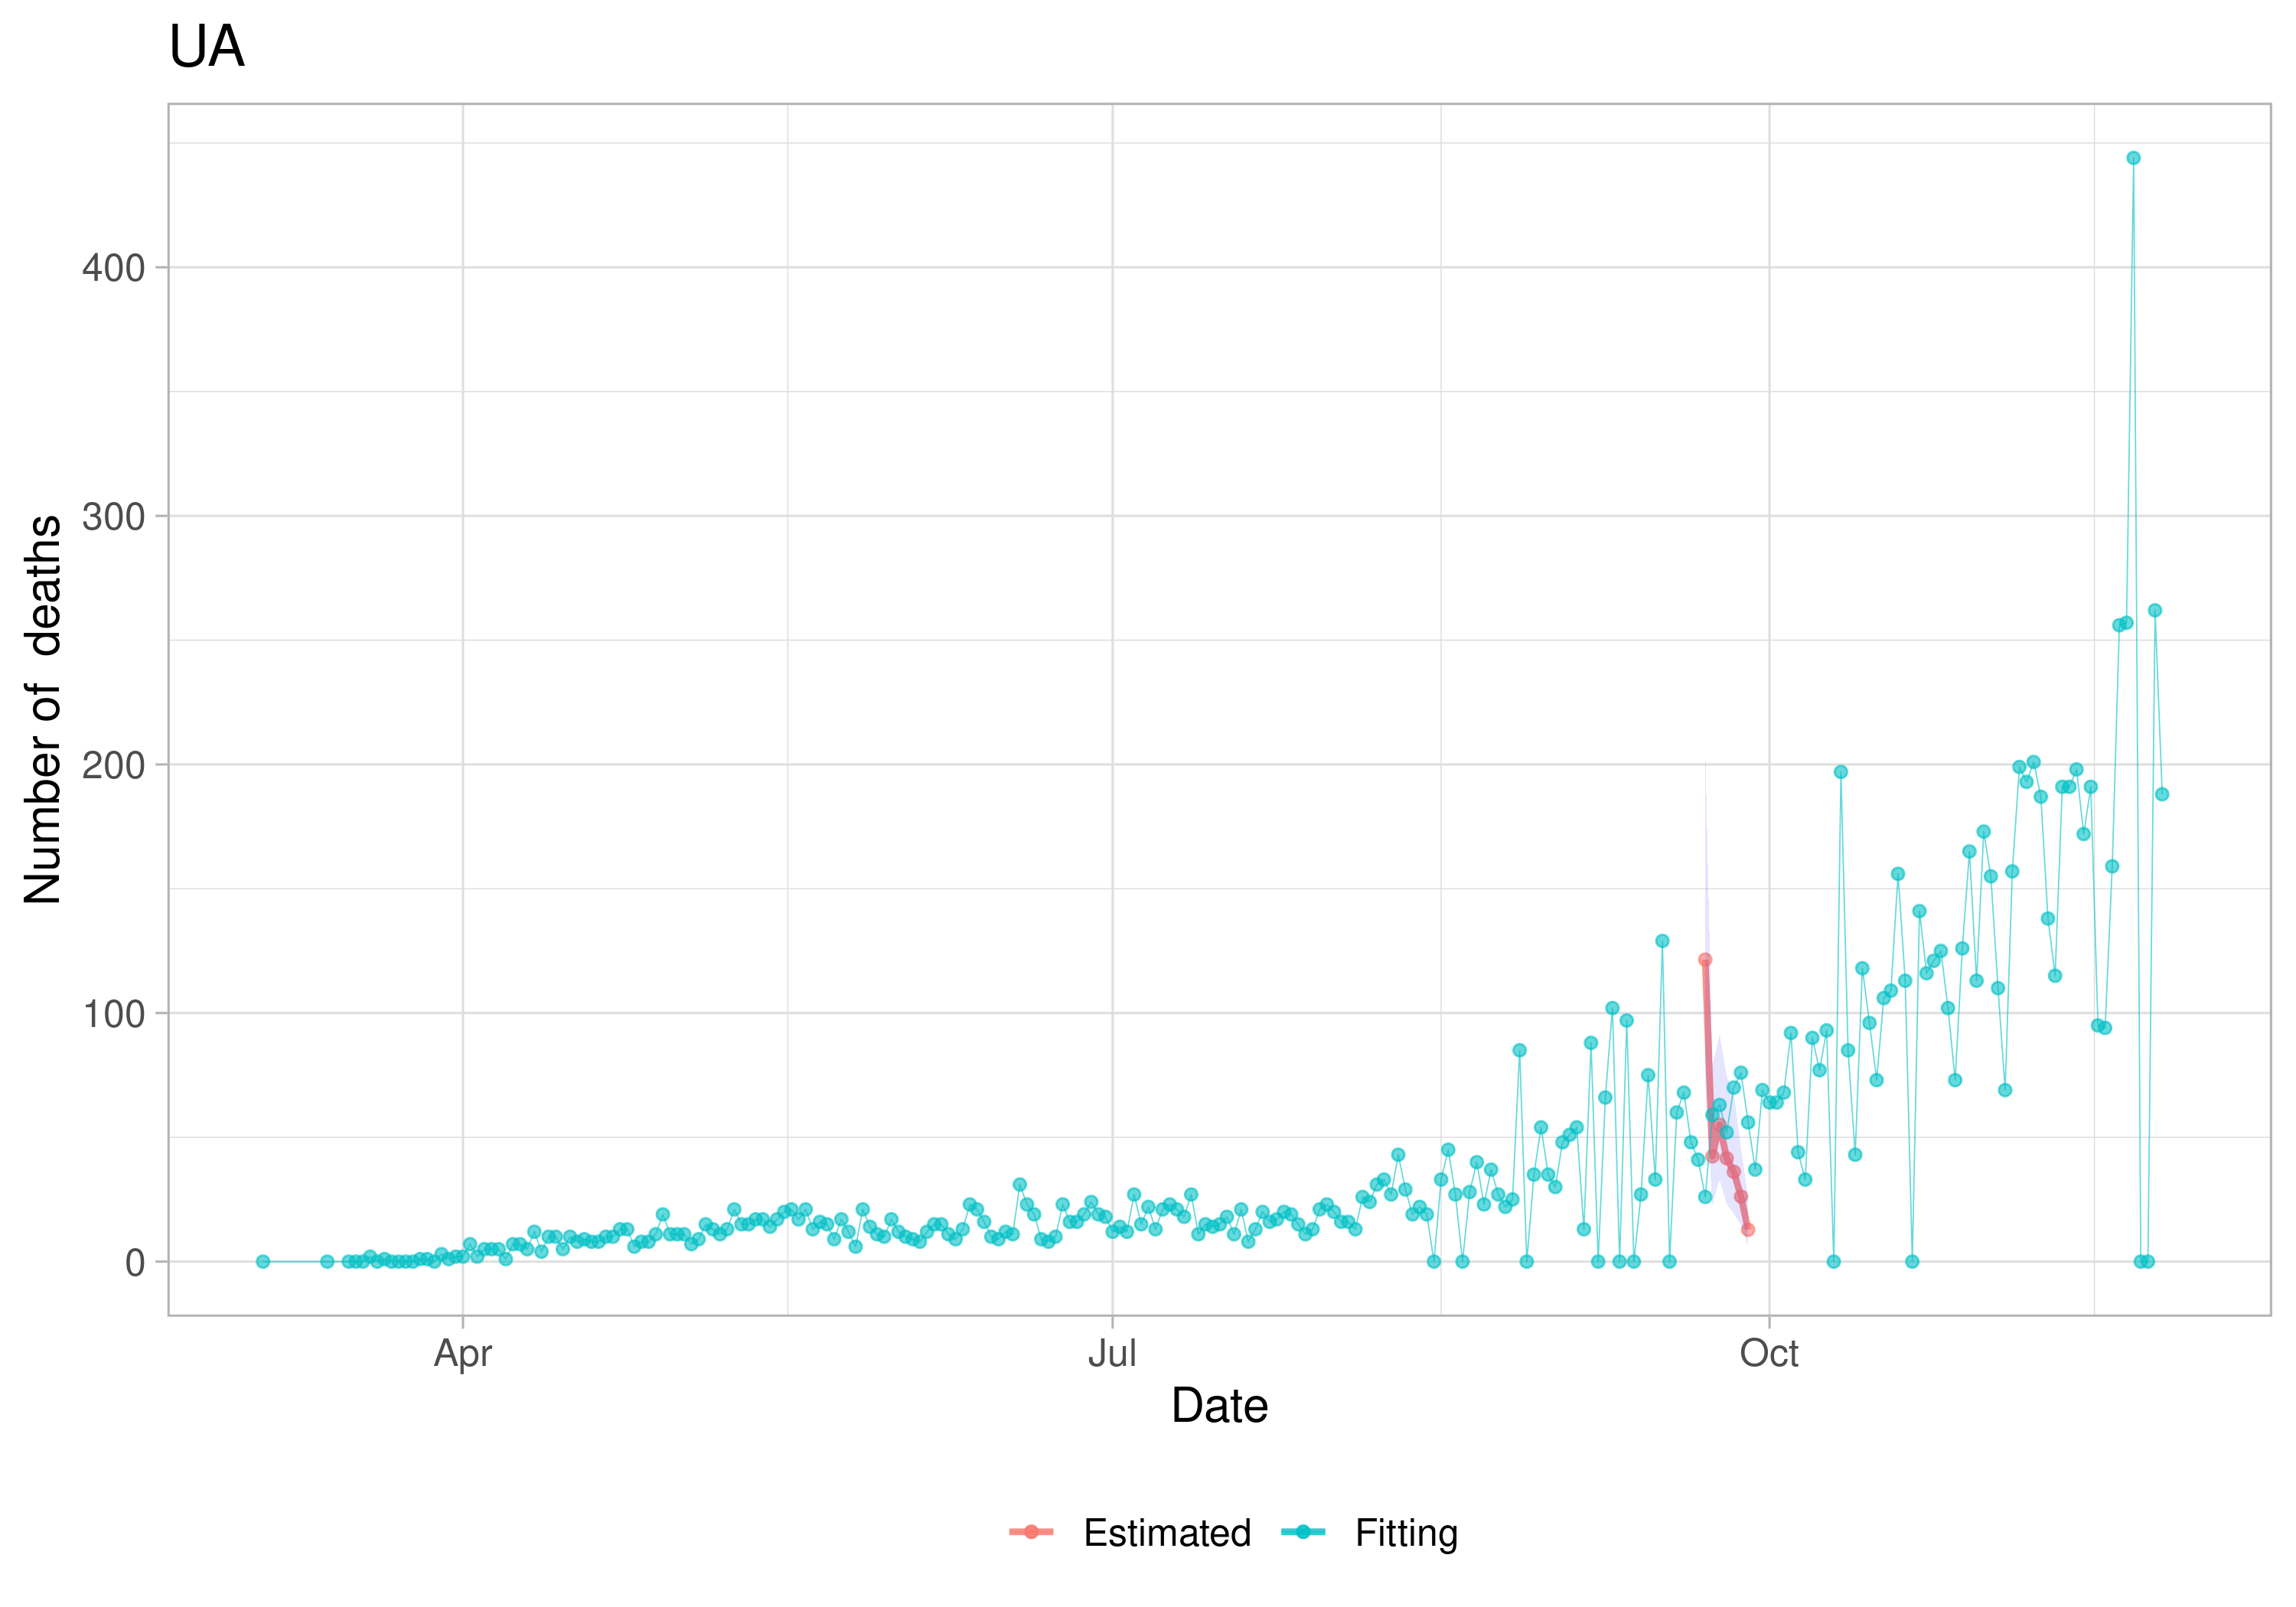 UA
Number of  deaths
400
300
200
100
0
Apr
Jul
Oct
Date
Estimated
Fitting